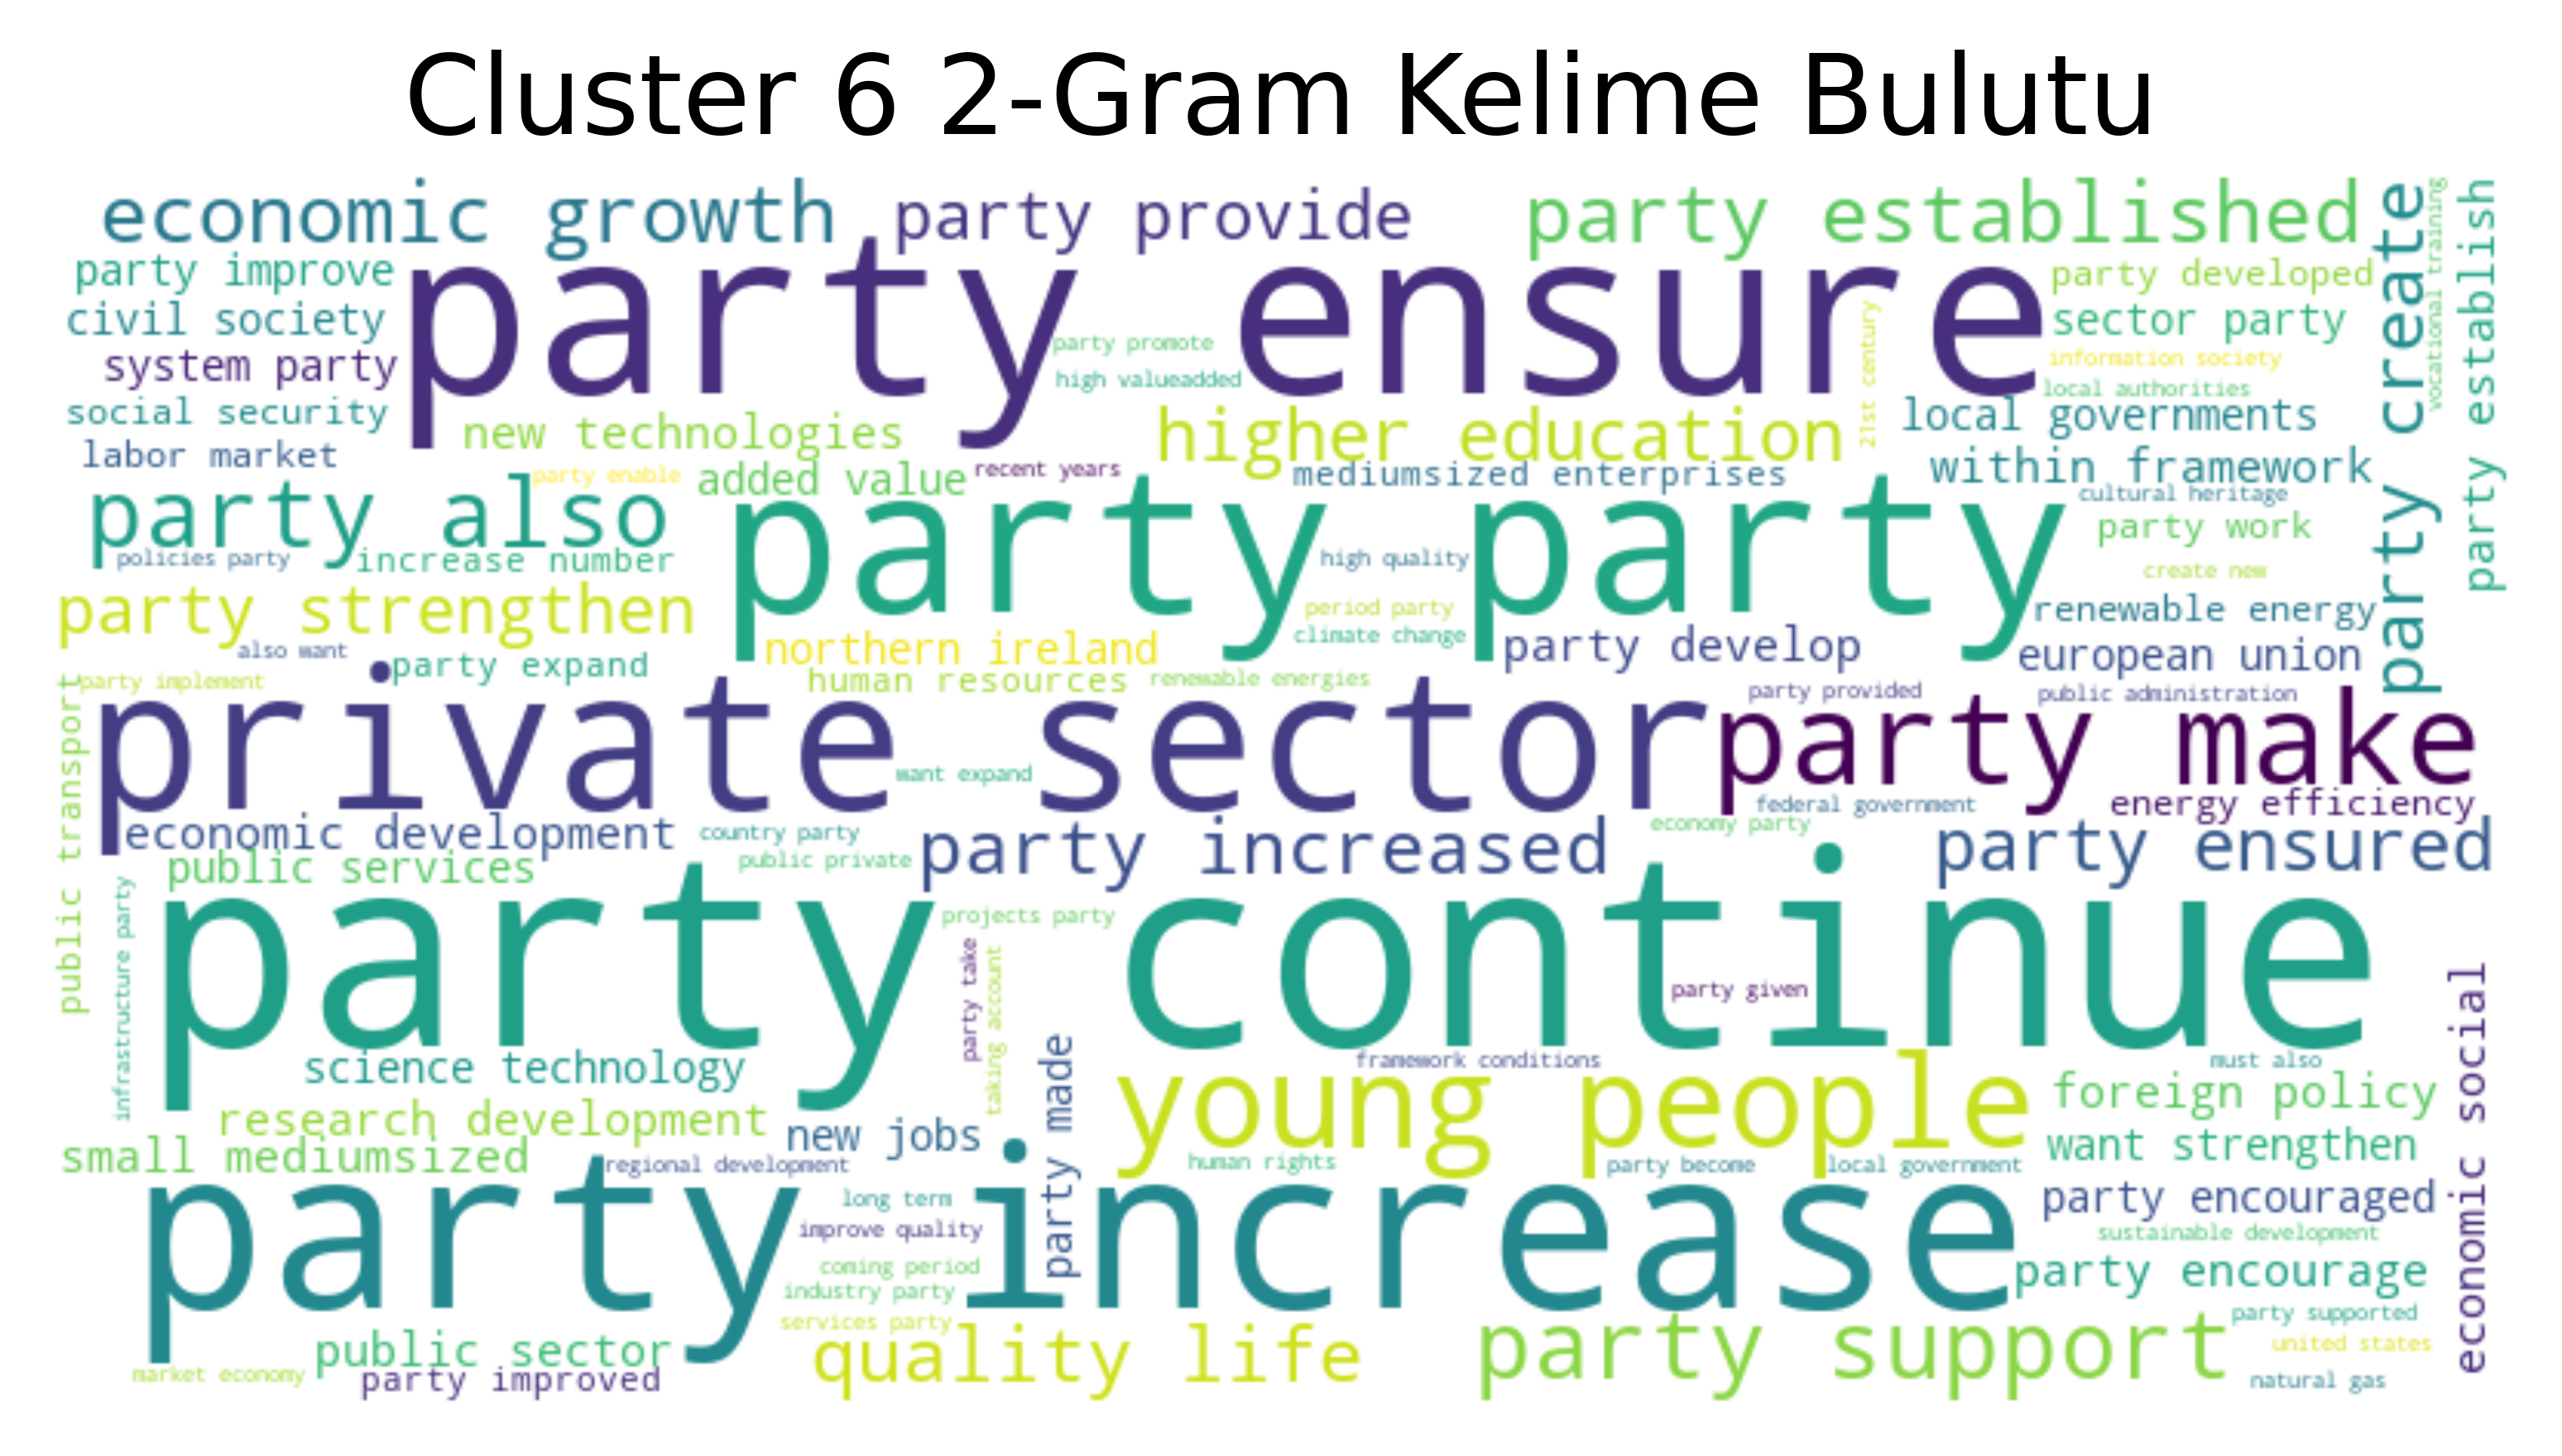 Cluster 6 2-Gram Kelime Bulutu
economic growth
party provide
party established
party create
vocational training
party establish
party improve
party ensure
party developed
civil society
sector party
system party
party promote
high valueadded
21st century
information society
local authorities
social security
new technologies
higher education
local governments
labor market
party enable
added value
recent years
mediumsized enterprises
within framework
party also
party party
cultural heritage
party work
policies party
increase number
high quality
create new
party strengthen
period party
renewable energy
northern ireland
climate change
party develop
european union
also want
party expand
party implement
human resources
renewable energies
party provided
public administration
public transport
private sector
party make
want expand
federal government
energy efficiency
economic development
country party
party increased
economy party
party ensured
public services
public private
infrastructure party
party continue
projects party
party take
taking account
party given
economic social
science technology
party made
framework conditions
must also
young people
foreign policy
research development
new jobs
want strengthen
small mediumsized
regional development
human rights
party become
local government
party increase
long term
party encouraged
improve quality
sustainable development
coming period
party encourage
industry party
services party
party supported
public sector
quality life
party support
united states
market economy
party improved
natural gas